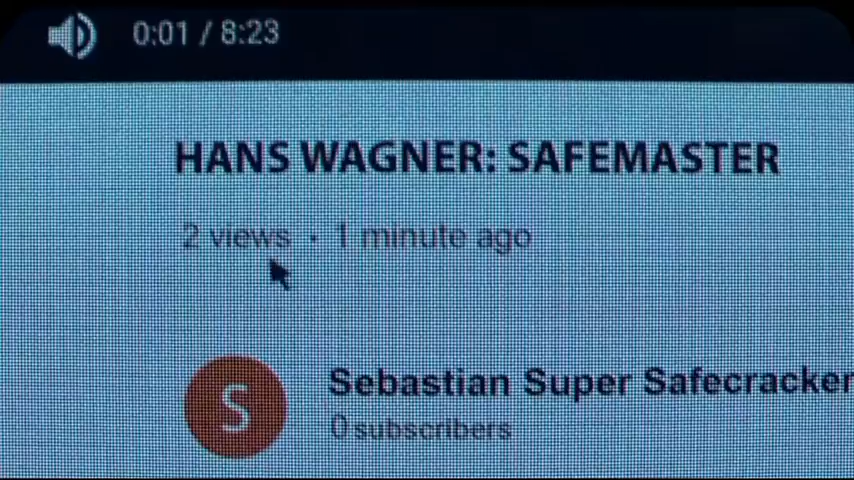 0:01 / 8:23
HANS WAGNER: SAFEMASTER
2 views · 1 minute ago
S
Sebastian Super Safecracker
0 subscribers